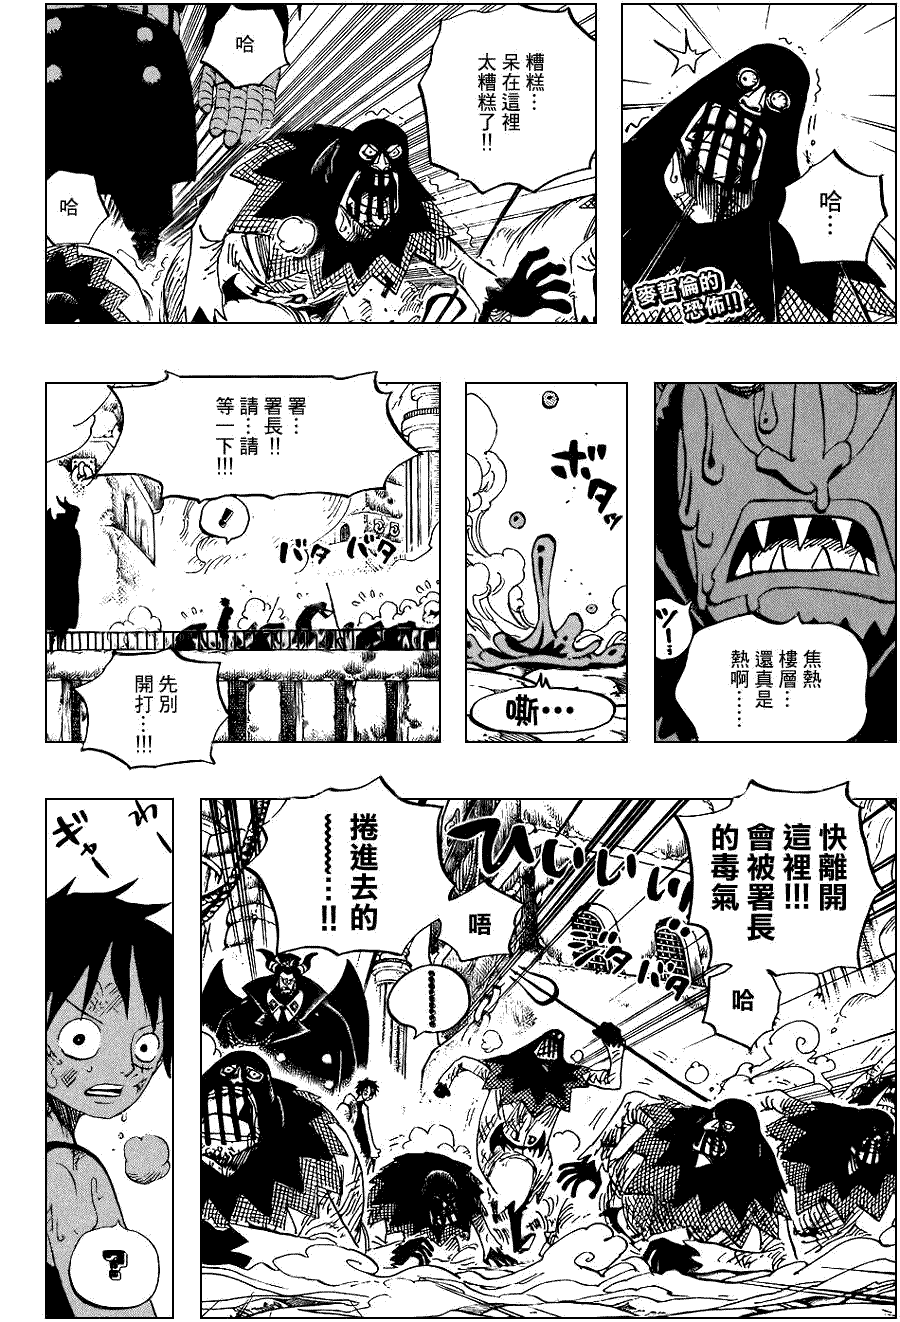 哈
…
麥哲倫的
恐怖!!
糟糕…
呆在這裡
太糟糕了!!
哈
哈
ツー…
焦熱
樓層…
還真是
熱啊……
ボタッ
嘶…
署…
署長!!
請…請
等一下!!!
!
バタ
バタ
先別
開打…!!!
快離開
這裡!!!
會被署長
的毒氣
哈
ひいいいい
ジタ
バタ
唔
…………
捲進去的
~~~…!!
わー
ギャー
?